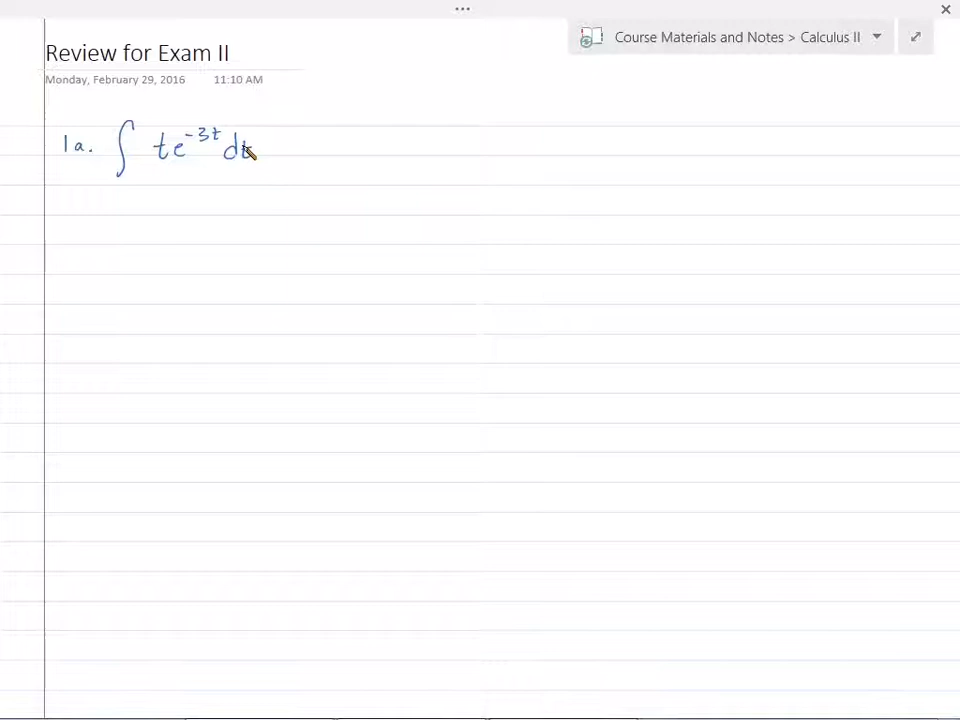 Course Materials and Notes > Calculus II
Review for Exam II
Monday, February 29, 2016 11:10 AM
1a. ∫ te^{-3t} dt